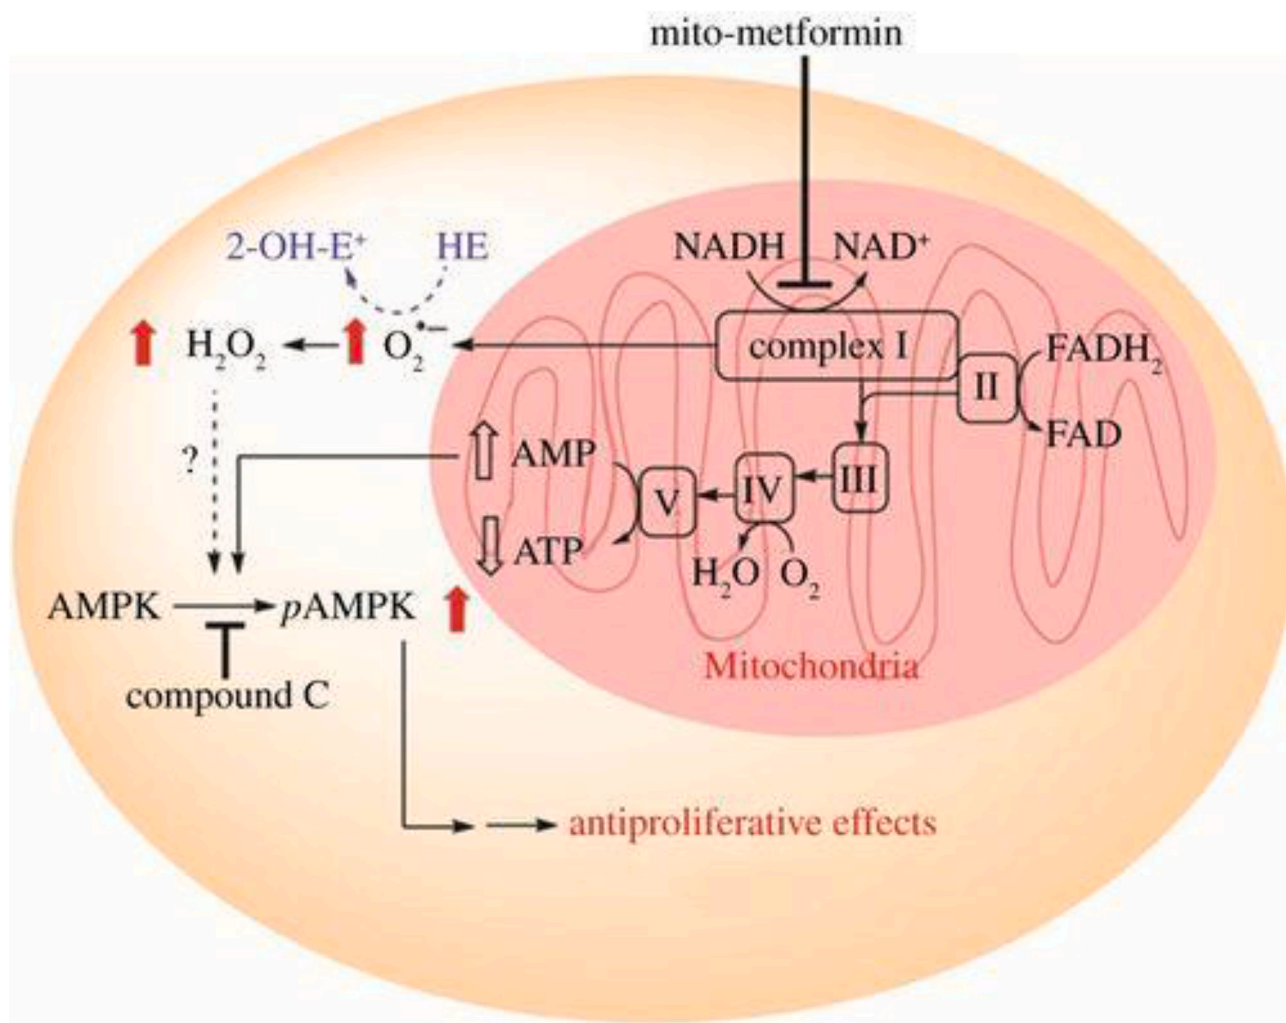 mito-metformin
2-OH-E⁺ HE
NADH NAD⁺
H₂O₂ O₂•−
complex I
FADH₂
II
FAD
?
AMP
V
IV
III
ATP
H₂O O₂
AMPK pAMPK
compound C
Mitochondria
antiproliferative effects